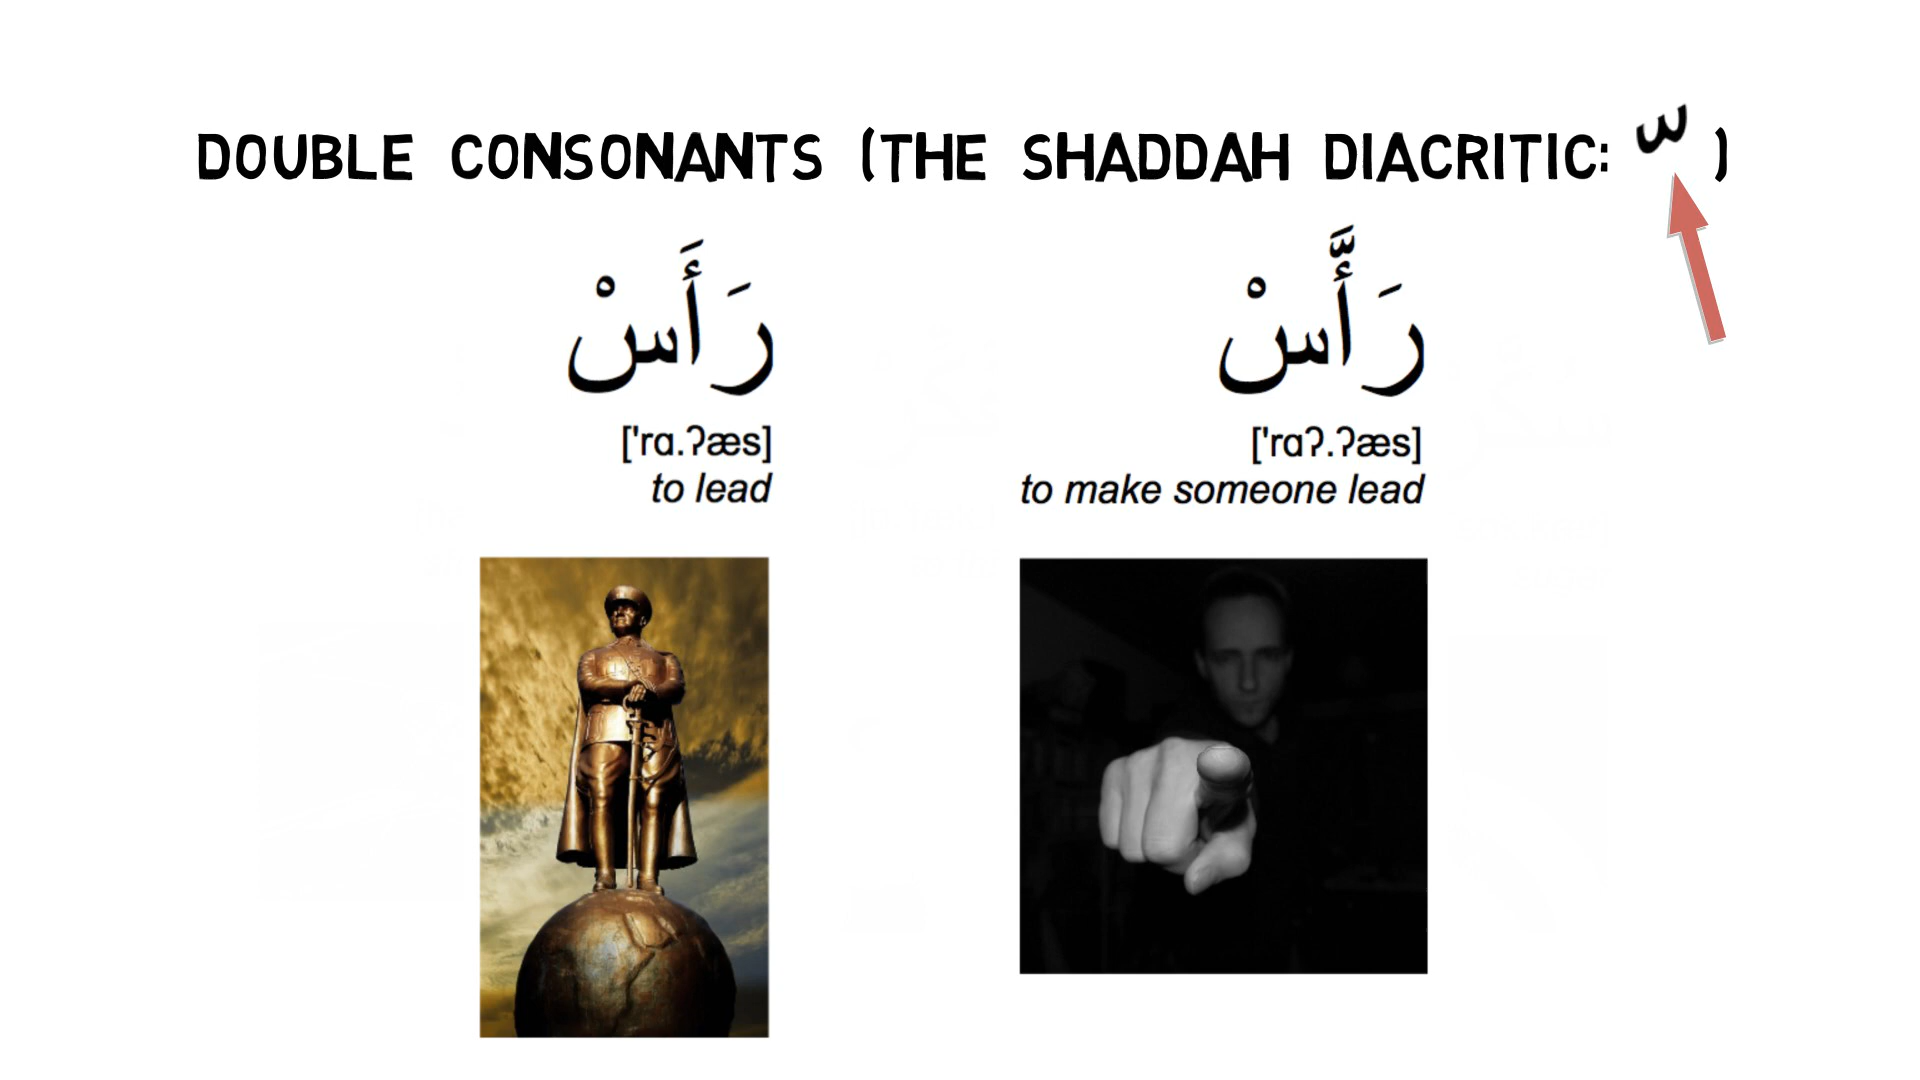 DOUBLE CONSONANTS (THE SHADDAH DIACRITIC: ّ )
رَأَسْ
['rɑ.ʔæs]
to lead
رَأَّسْ
['rɑʔ.ʔæs]
to make someone lead